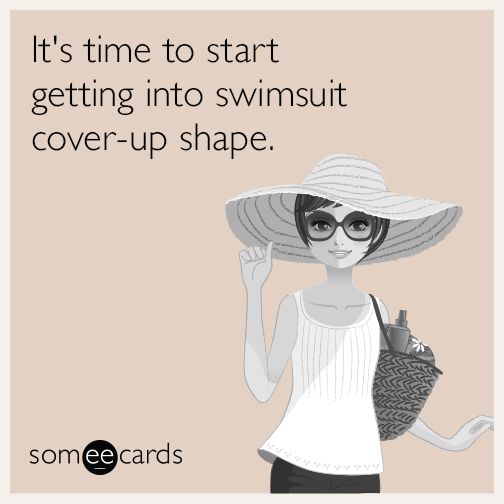 It's time to start
getting into swimsuit
cover-up shape.
someecards